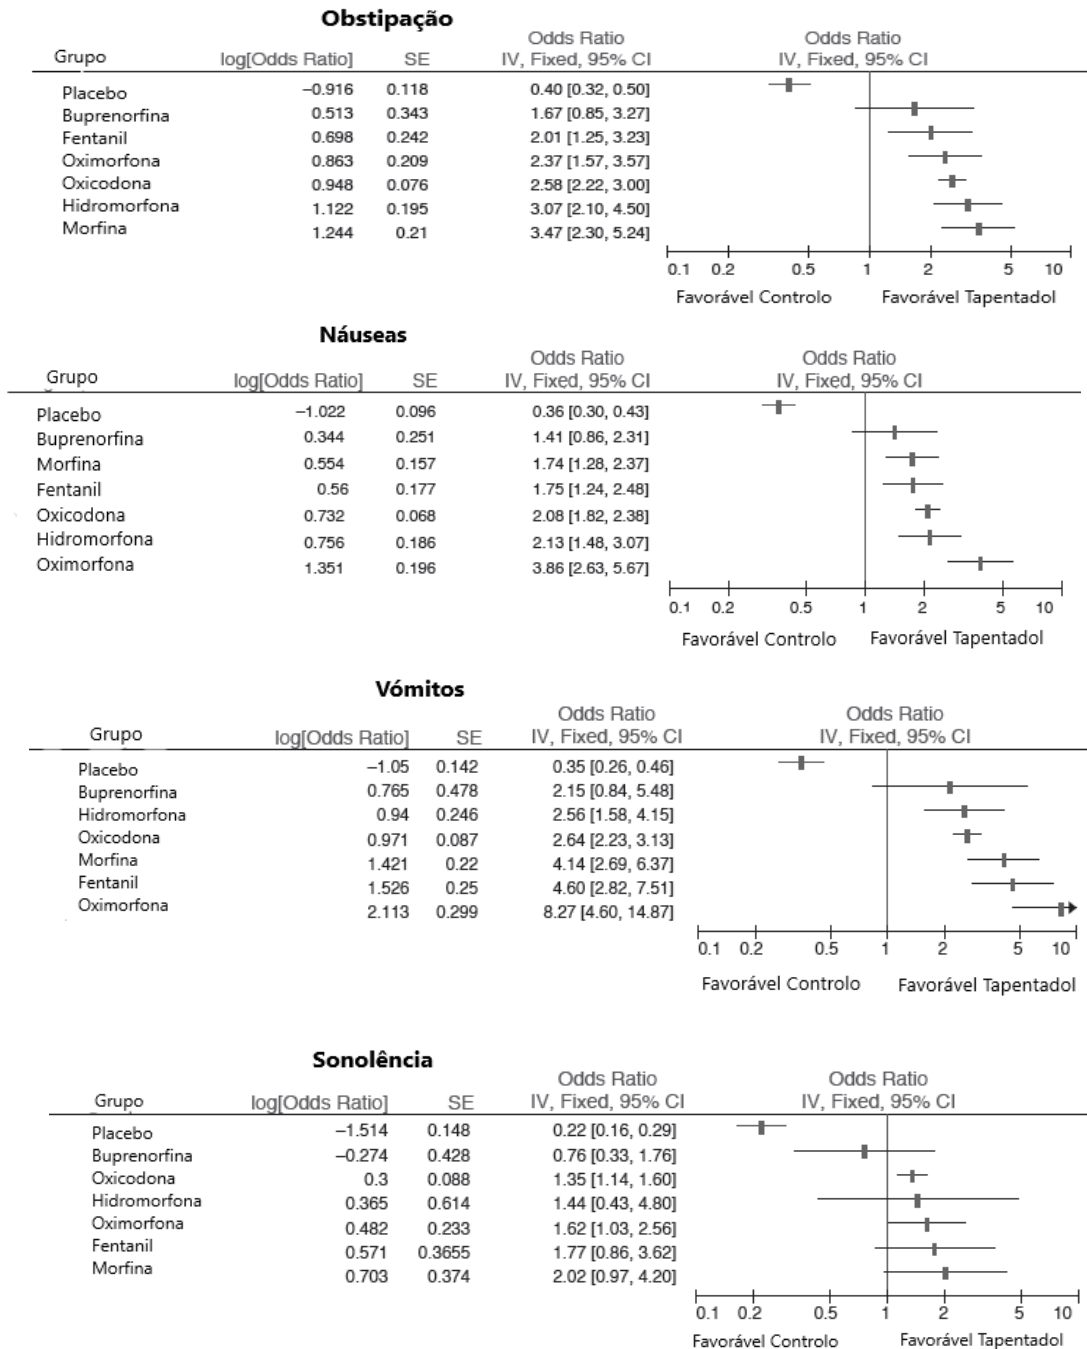 Obstipação
Odds Ratio Odds Ratio
Grupo log[Odds Ratio] SE IV, Fixed, 95% CI IV, Fixed, 95% CI
Placebo −0.916 0.118 0.40 [0.32, 0.50]
Buprenorfina 0.513 0.343 1.67 [0.85, 3.27]
Fentanil 0.698 0.242 2.01 [1.25, 3.23]
Oximorfona 0.863 0.209 2.37 [1.57, 3.57]
Oxicodona 0.948 0.076 2.58 [2.22, 3.00]
Hidromorfona 1.122 0.195 3.07 [2.10, 4.50]
Morfina 1.244 0.21 3.47 [2.30, 5.24]
0.1 0.2 0.5 1 2 5 10
Favorável Controlo Favorável Tapentadol
Náuseas
Odds Ratio Odds Ratio
Grupo log[Odds Ratio] SE IV, Fixed, 95% CI IV, Fixed, 95% CI
Placebo −1.022 0.096 0.36 [0.30, 0.43]
Buprenorfina 0.344 0.251 1.41 [0.86, 2.31]
Morfina 0.554 0.157 1.74 [1.28, 2.37]
Fentanil 0.56 0.177 1.75 [1.24, 2.48]
Oxicodona 0.732 0.068 2.08 [1.82, 2.38]
Hidromorfona 0.756 0.186 2.13 [1.48, 3.07]
Oximorfona 1.351 0.196 3.86 [2.63, 5.67]
0.1 0.2 0.5 1 2 5 10
Favorável Controlo Favorável Tapentadol
Vómitos
Odds Ratio Odds Ratio
Grupo log[Odds Ratio] SE IV, Fixed, 95% CI IV, Fixed, 95% CI
Placebo −1.05 0.142 0.35 [0.26, 0.46]
Buprenorfina 0.765 0.478 2.15 [0.84, 5.48]
Hidromorfona 0.94 0.246 2.56 [1.58, 4.15]
Oxicodona 0.971 0.087 2.64 [2.23, 3.13]
Morfina 1.421 0.22 4.14 [2.69, 6.37]
Fentanil 1.526 0.25 4.60 [2.82, 7.51]
Oximorfona 2.113 0.299 8.27 [4.60, 14.87]
0.1 0.2 0.5 1 2 5 10
Favorável Controlo Favorável Tapentadol
Sonolência
Odds Ratio Odds Ratio
Grupo log[Odds Ratio] SE IV, Fixed, 95% CI IV, Fixed, 95% CI
Placebo −1.514 0.148 0.22 [0.16, 0.29]
Buprenorfina −0.274 0.428 0.76 [0.33, 1.76]
Oxicodona 0.3 0.088 1.35 [1.14, 1.60]
Hidromorfona 0.365 0.614 1.44 [0.43, 4.80]
Oximorfona 0.482 0.233 1.62 [1.03, 2.56]
Fentanil 0.571 0.3655 1.77 [0.86, 3.62]
Morfina 0.703 0.374 2.02 [0.97, 4.20]
0.1 0.2 0.5 1 2 5 10
Favorável Controlo Favorável Tapentadol